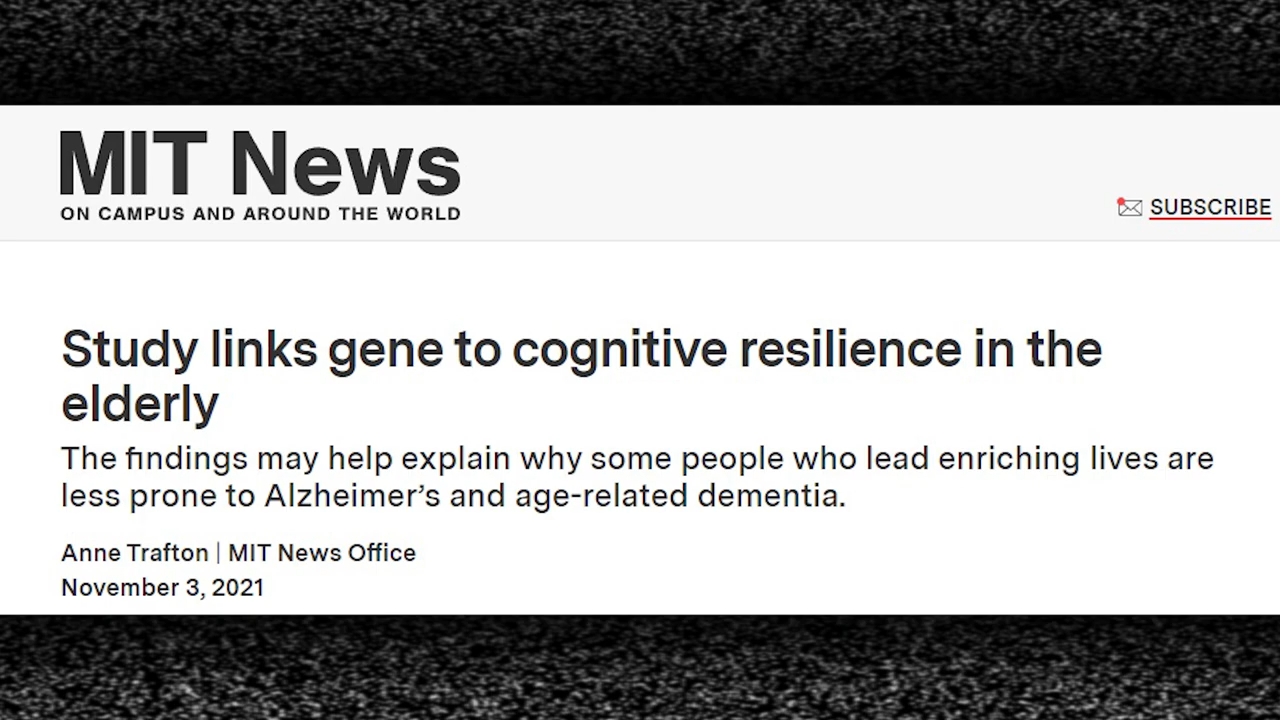 MIT News
ON CAMPUS AND AROUND THE WORLD
SUBSCRIBE
Study links gene to cognitive resilience in the
elderly
The findings may help explain why some people who lead enriching lives are
less prone to Alzheimer’s and age-related dementia.
Anne Trafton | MIT News Office
November 3, 2021